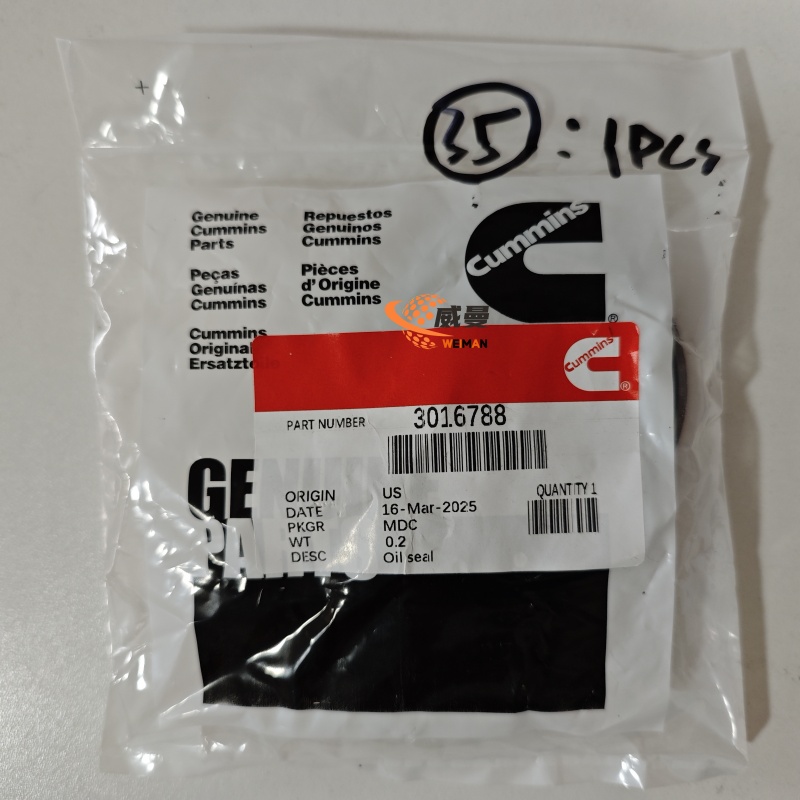 35 : 1PCS
Genuine
Cummins
Parts
Repuestos
Genuinos
Cummins
Cummins
Peças
Genuínas
Cummins
Pièces
d'Origine
Cummins
®
Cummins
Original
威曼
WEMAN
Cummins
®
PART NUMBER 3016788
ORIGIN US
DATE 16-Mar-2025
PKGR MDC
WT 0.2
DESC Oil seal
QUANTITY 1